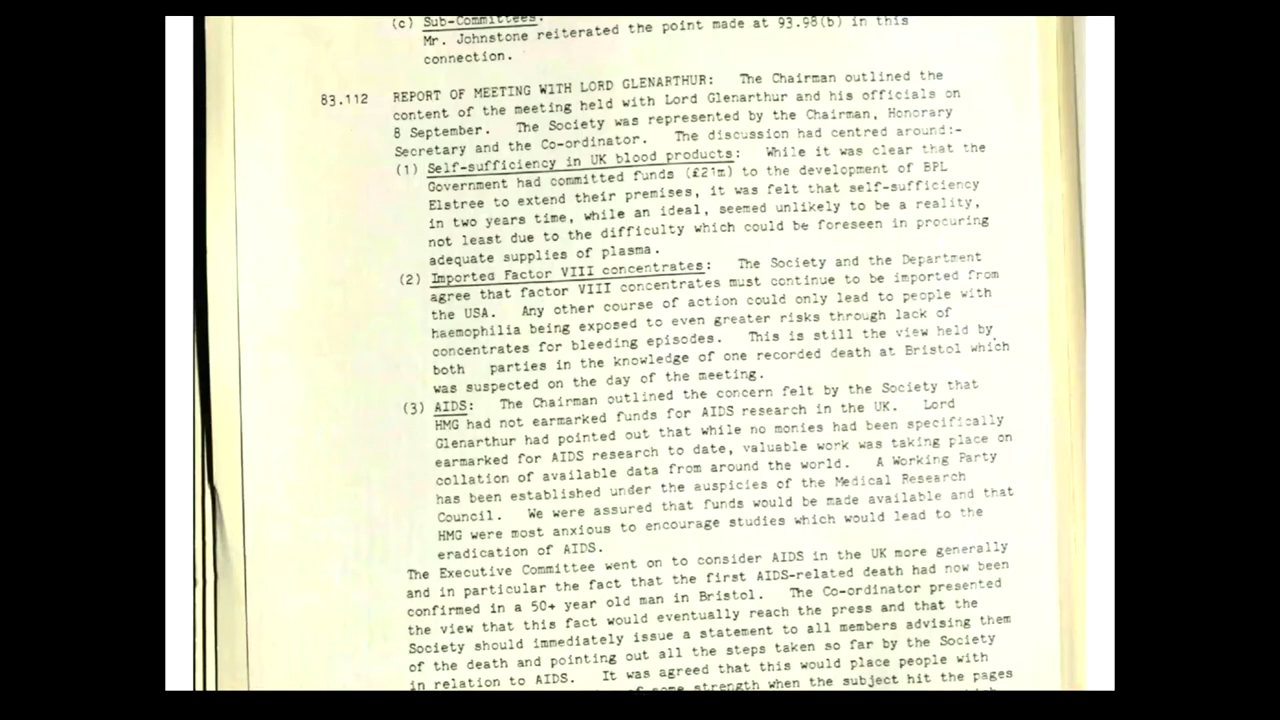 (c) Sub-Committees.
Mr. Johnstone reiterated the point made at 93.98(b) in this
connection.
83.112 REPORT OF MEETING WITH LORD GLENARTHUR: The Chairman outlined the
content of the meeting held with Lord Glenarthur and his officials on
8 September. The Society was represented by the Chairman, Honorary
Secretary and the Co-ordinator. The discussion had centred around:-
(1) Self-sufficiency in UK blood products: While it was clear that the
Government had committed funds (£21m) to the development of BPL
Elstree to extend their premises, it was felt that self-sufficiency
in two years time, while an ideal, seemed unlikely to be a reality,
not least due to the difficulty which could be foreseen in procuring
adequate supplies of plasma.
(2) Imported Factor VIII concentrates: The Society and the Department
agree that factor VIII concentrates must continue to be imported from
the USA. Any other course of action could only lead to people with
haemophilia being exposed to even greater risks through lack of
concentrates for bleeding episodes. This is still the view held by
both parties in the knowledge of one recorded death at Bristol which
was suspected on the day of the meeting.
(3) AIDS: The Chairman outlined the concern felt by the Society that
HMG had not earmarked funds for AIDS research in the UK. Lord
Glenarthur had pointed out that while no monies had been specifically
earmarked for AIDS research to date, valuable work was taking place on
collation of available data from around the world. A Working Party
has been established under the auspicies of the Medical Research
Council. We were assured that funds would be made available and that
HMG were most anxious to encourage studies which would lead to the
eradication of AIDS.
The Executive Committee went on to consider AIDS in the UK more generally
and in particular the fact that the first AIDS-related death had now been
confirmed in a 50+ year old man in Bristol. The Co-ordinator presented
the view that this fact would eventually reach the press and that the
Society should immediately issue a statement to all members advising them
of the death and pointing out all the steps taken so far by the Society
in relation to AIDS. It was agreed that this would place people with
of some strength when the subject hit the pages